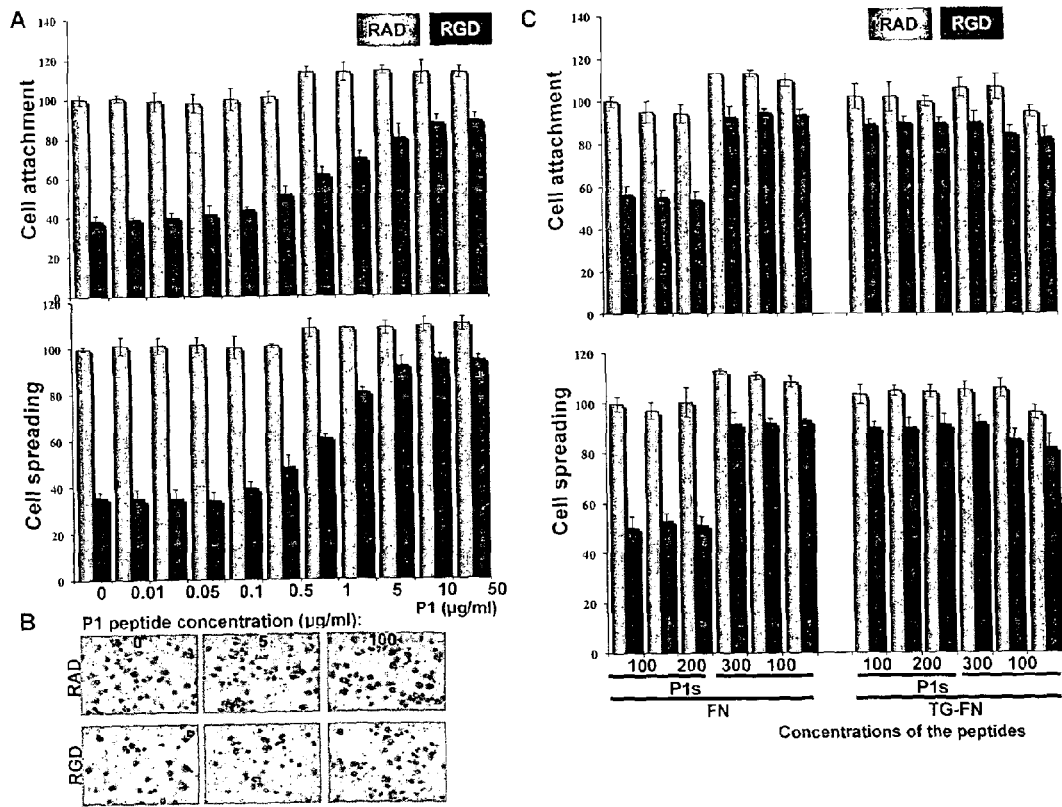 A
RAD RGD
Cell attachment
140
120
100
80
60
40
20
0
Cell spreading
120
100
80
60
40
20
0
0 0.01 0.05 0.1 0.5 1 5 10 50
P1 (µg/ml)
B
P1 peptide concentration (µg/ml):
0 5 100
RAD
RGD
C
RAD RGD
Cell attachment
140
120
100
80
60
40
20
0
Cell spreading
120
100
80
60
40
20
0
100 200 300 100 100 200 300 100
P1s P1s
FN TG-FN
Concentrations of the peptides